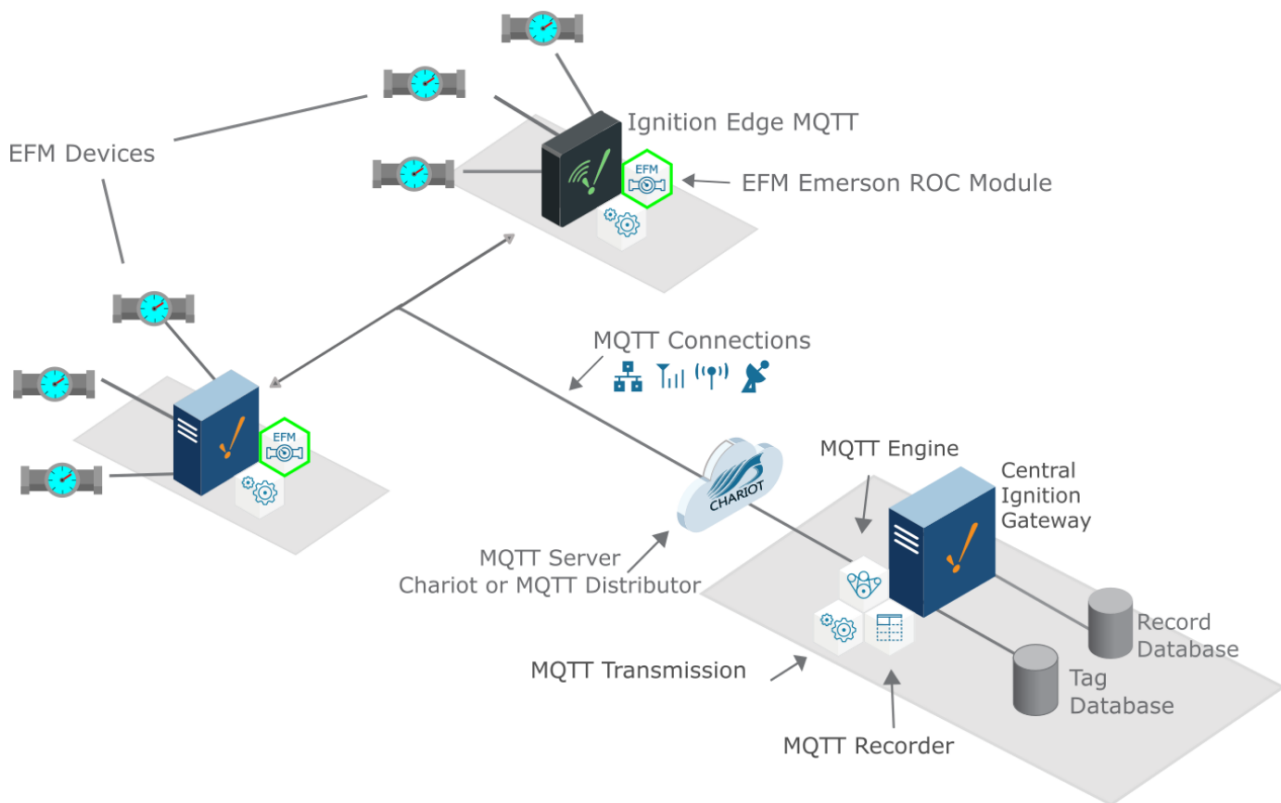 EFM Devices
Ignition Edge MQTT
EFM
EFM Emerson ROC Module
MQTT Connections
EFM
CHARIOT
MQTT Engine
Central
Ignition
Gateway
MQTT Server
Chariot or MQTT Distributor
Record
Database
MQTT Transmission
Tag
Database
MQTT Recorder